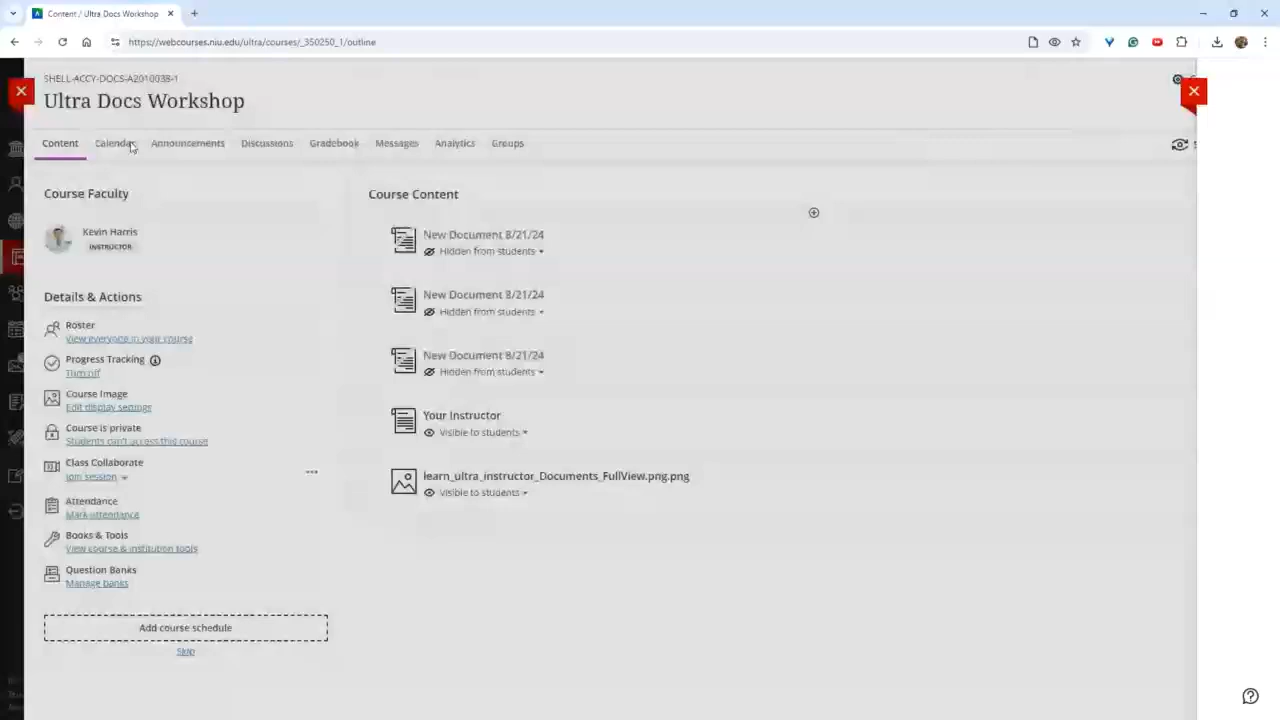 Content / Ultra Docs Workshop
https://webcourses.niu.edu/ultra/courses/_350250_1/outline
SHELL-ACCY-DOCS-A2010038-1
Ultra Docs Workshop
Content Calendar Announcements Discussions Gradebook Messages Analytics Groups
Course Faculty
Kevin Harris
INSTRUCTOR
Details & Actions
Roster
View everyone in your course
Progress Tracking
Turn off
Course Image
Edit display settings
Course is private
Students can't access this course
Class Collaborate
Join session
Attendance
Mark attendance
Books & Tools
View course & institution tools
Question Banks
Manage banks
Add course schedule
Skip
Course Content
New Document 8/21/24
Hidden from students
New Document 8/21/24
Hidden from students
New Document 8/21/24
Hidden from students
Your Instructor
Visible to students
learn_ultra_instructor_Documents_FullView.png.png
Visible to students